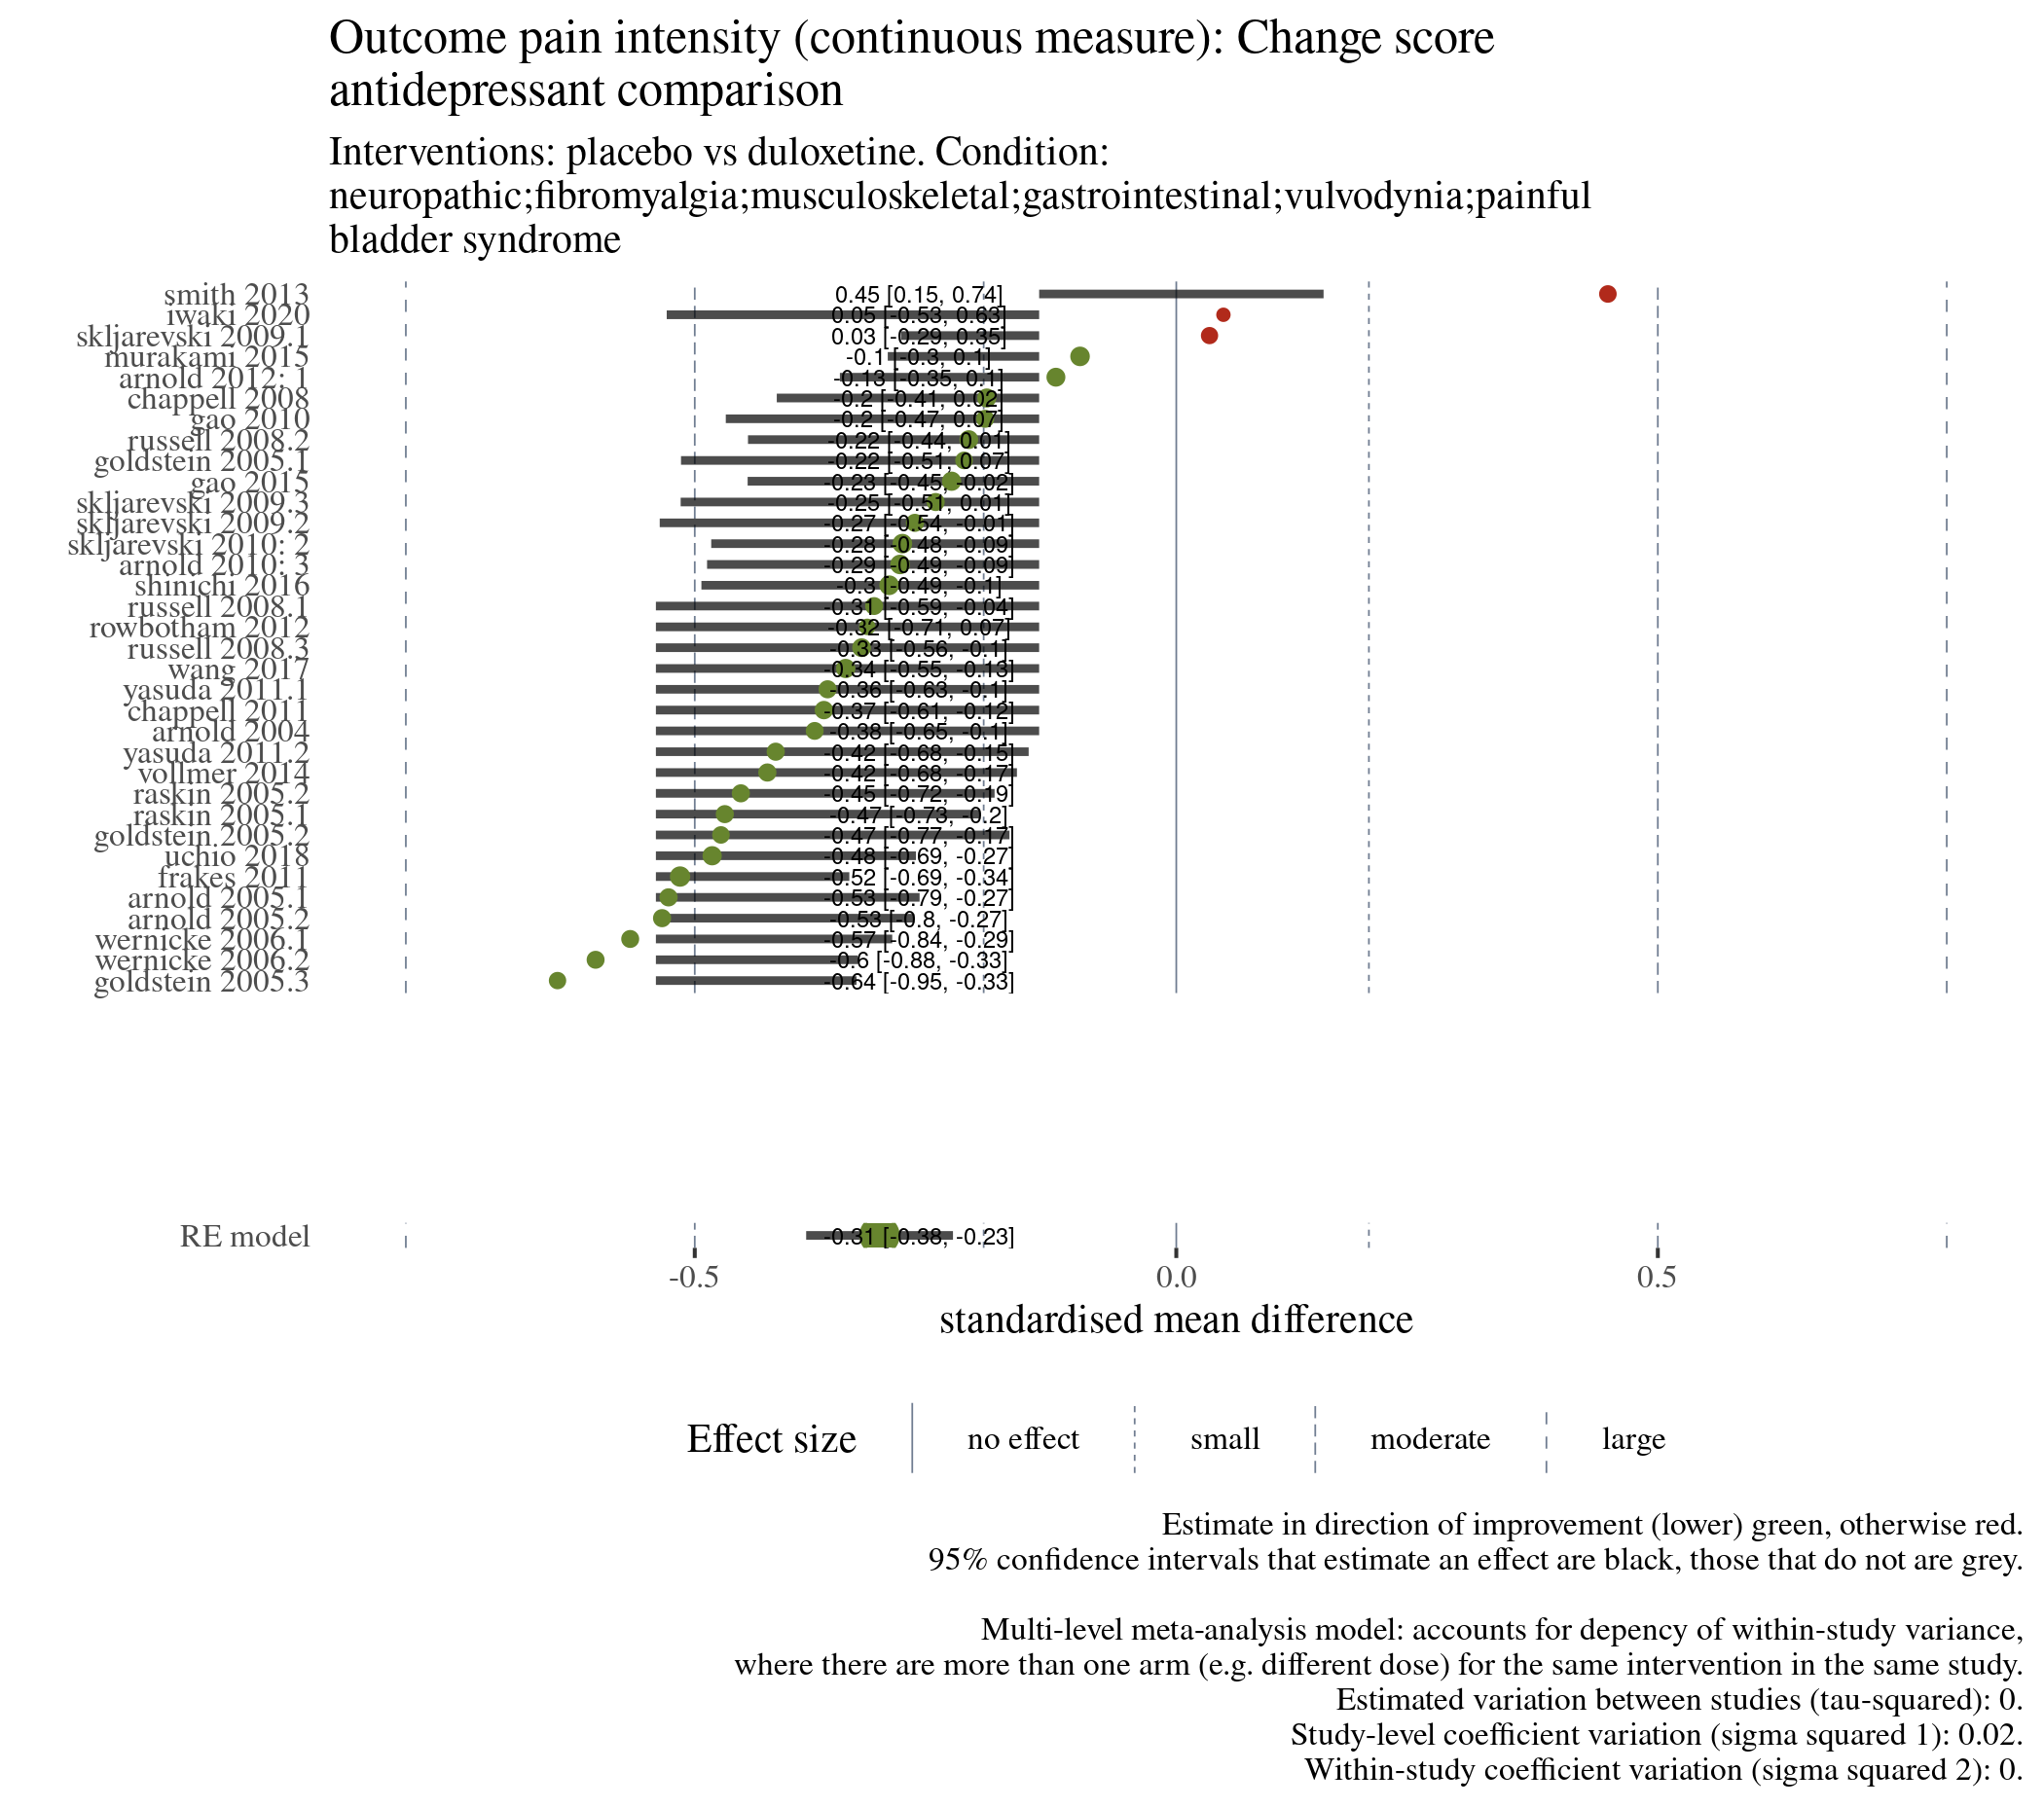 Outcome pain intensity (continuous measure): Change score
antidepressant comparison
Interventions: placebo vs duloxetine. Condition:
neuropathic;fibromyalgia;musculoskeletal;gastrointestinal;vulvodynia;painful
bladder syndrome
smith 2013 0.45 [0.15, 0.74]
iwaki 2020 0.05 [-0.53, 0.63]
skljarevski 2009.1 0.03 [-0.29, 0.35]
murakami 2015 -0.1 [-0.3, 0.1]
arnold 2012: 1 -0.13 [-0.35, 0.1]
chappell 2008 -0.2 [-0.41, 0.02]
gao 2010 -0.2 [-0.47, 0.07]
russell 2008.2 -0.22 [-0.44, 0.01]
goldstein 2005.1 -0.22 [-0.51, 0.07]
gao 2015 -0.23 [-0.45, -0.02]
skljarevski 2009.3 -0.25 [-0.51, 0.01]
skljarevski 2009.2 -0.27 [-0.54, -0.01]
skljarevski 2010: 2 -0.28 [-0.48, -0.09]
arnold 2010: 3 -0.29 [-0.49, -0.09]
shinichi 2016 -0.3 [-0.49, -0.1]
russell 2008.1 -0.31 [-0.59, -0.04]
rowbotham 2012 -0.32 [-0.71, 0.07]
russell 2008.3 -0.33 [-0.56, -0.1]
wang 2017 -0.34 [-0.55, -0.13]
yasuda 2011.1 -0.36 [-0.63, -0.1]
chappell 2011 -0.37 [-0.61, -0.12]
arnold 2004 -0.38 [-0.65, -0.1]
yasuda 2011.2 -0.42 [-0.68, -0.15]
vollmer 2014 -0.42 [-0.68, -0.17]
raskin 2005.2 -0.45 [-0.72, -0.19]
raskin 2005.1 -0.47 [-0.73, -0.2]
goldstein 2005.2 -0.47 [-0.77, -0.17]
uchio 2018 -0.48 [-0.69, -0.27]
frakes 2011 -0.52 [-0.69, -0.34]
arnold 2005.1 -0.53 [-0.79, -0.27]
arnold 2005.2 -0.53 [-0.8, -0.27]
wernicke 2006.1 -0.57 [-0.84, -0.29]
wernicke 2006.2 -0.6 [-0.88, -0.33]
goldstein 2005.3 -0.64 [-0.95, -0.33]
RE model -0.31 [-0.38, -0.23]
-0.5 0.0 0.5
standardised mean difference
Effect size no effect small moderate large
Estimate in direction of improvement (lower) green, otherwise red.
95% confidence intervals that estimate an effect are black, those that do not are grey.
Multi-level meta-analysis model: accounts for depency of within-study variance,
where there are more than one arm (e.g. different dose) for the same intervention in the same study.
Estimated variation between studies (tau-squared): 0.
Study-level coefficient variation (sigma squared 1): 0.02.
Within-study coefficient variation (sigma squared 2): 0.